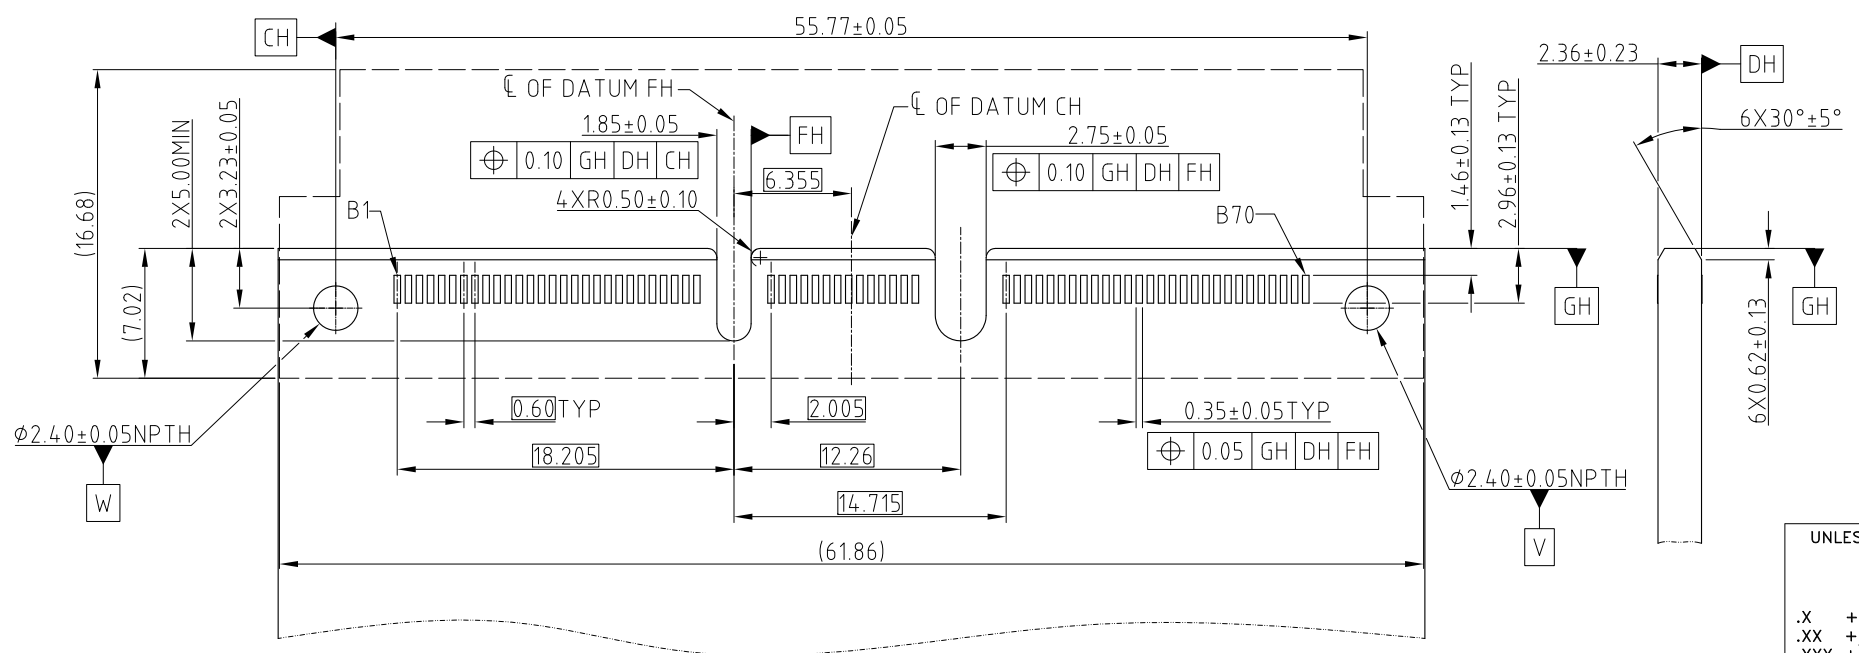 55.77±0.05
CH
2.36±0.23
DH
℄ OF DATUM FH
℄ OF DATUM CH
1.85±0.05
FH
2.75±0.05
6X30°±5°
⌖ 0.10 GH DH CH
⌖ 0.10 GH DH FH
6.355
4XR0.50±0.10
B1
B70
(16.68)
2X5.00MIN
2X3.23±0.05
(7.02)
1.46±0.13 TYP
2.96±0.13 TYP
GH
GH
6X0.62±0.13
0.60 TYP
2.005
0.35±0.05TYP
⌀2.40±0.05NPTH
W
18.205
12.26
⌖ 0.05 GH DH FH
⌀2.40±0.05NPTH
V
14.715
(61.86)
UNLES
.X +
.XX +
.XXX +